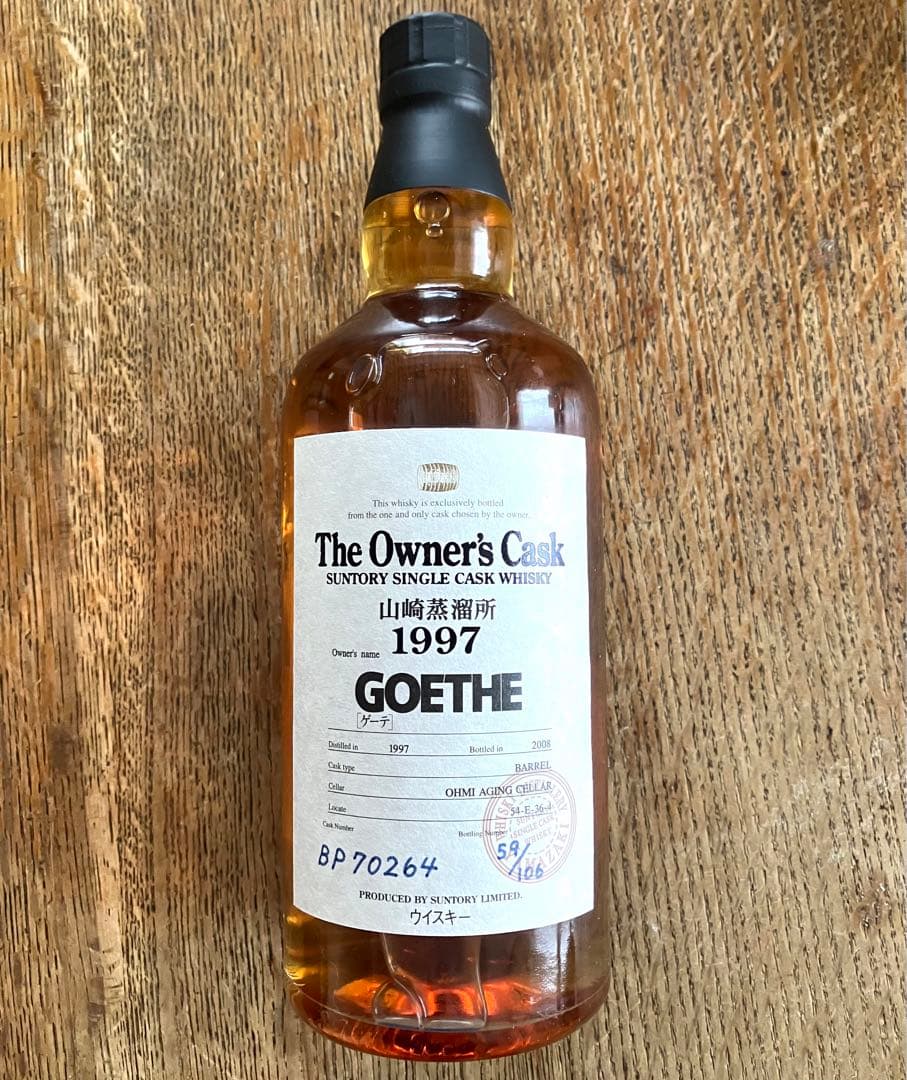 This whisky is exclusively bottled
from the one and only cask chosen by the owner.
The Owner's Cask
SUNTORY SINGLE CASK WHISKY
山崎蒸溜所
1997
Owner's name
GOETHE
[ゲーテ]
Distilled in 1997 Bottled in 2008
Cask type BARREL
Cellar OHMI AGING CELLAR
Locate 54-E-36-4
Cask Number Bottling Number
BP70264 59/106
SINGLE CASK
WHISKY
PRODUCED BY SUNTORY LIMITED.
ウイスキー